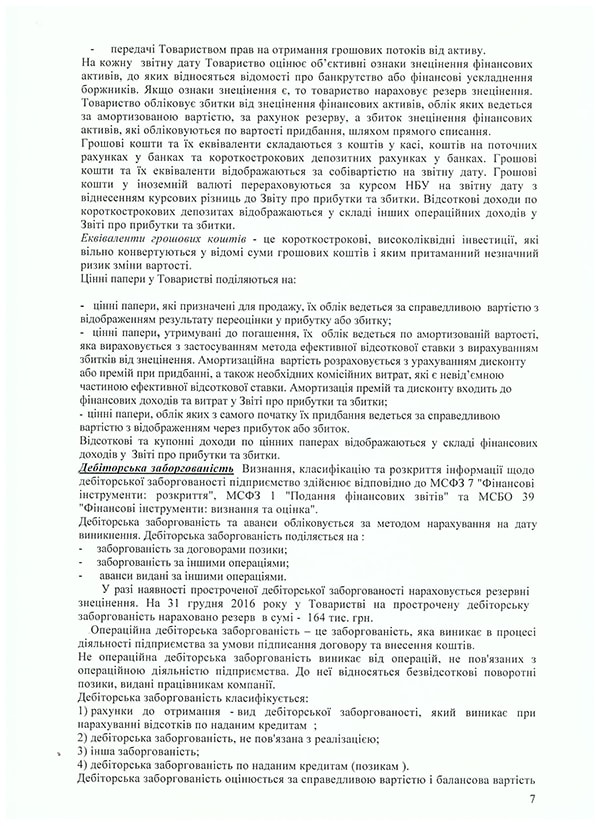 -     передачі Товариством прав на отримання грошових потоків від активу.
На кожну звітну дату Товариство оцінює об’єктивні ознаки знецінення фінансових
активів, до яких відносяться відомості про банкрутство або фінансові ускладнення
боржників. Якщо ознаки знецінення є, то товариство нараховує резерв знецінення.
Товариство обліковує збитки від знецінення фінансових активів, облік яких ведеться
за амортизованою вартістю, за рахунок резерву, а збиток знецінення фінансових
активів, які обліковуються по вартості придбання, шляхом прямого списання.
Грошові кошти та їх еквіваленти складаються з коштів у касі, коштів на поточних
рахунках у банках та короткострокових депозитних рахунках у банках. Грошові
кошти та їх еквіваленти відображаються за собівартістю на звітну дату. Грошові
кошти у іноземній валюті перераховуються за курсом НБУ на звітну дату з
віднесенням курсових різниць до Звіту про прибутки та збитки. Відсоткові доходи по
короткострокових депозитах відображаються у складі інших операційних доходів у
Звіті про прибутки та збитки.
Еквіваленти грошових коштів - це короткострокові, високоліквідні інвестиції, які
вільно конвертуються у відомі суми грошових коштів і яким притаманний незначний
ризик зміни вартості.
Цінні папери у Товаристві поділяються на:
- цінні папери, які призначені для продажу, їх облік ведеться за справедливою вартістю з
відображенням результату переоцінки у прибутку або збитку;
- цінні папери, утримувані до погашення, їх облік ведеться по амортизованій вартості,
яка вираховується з застосуванням метода ефективної відсоткової ставки з вирахуванням
збитків від знецінення. Амортизаційна вартість розраховується з урахуванням дисконту
або премій при придбанні, а також необхідних комісійних витрат, які є невід’ємною
частиною ефективної відсоткової ставки. Амортизація премій та дисконту входить до
фінансових доходів та витрат у Звіті про прибутки та збитки;
- цінні папери, облік яких з самого початку їх придбання ведеться за справедливою
вартістю з відображенням через прибуток або збиток.
Відсоткові та купонні доходи по цінних паперах відображаються у складі фінансових
доходів у Звіті про прибутки та збитки.
Дебіторська заборгованість Визнання, класифікацію та розкриття інформації щодо
дебіторської заборгованості підприємство здійснює відповідно до МСФЗ 7 "Фінансові
інструменти: розкриття", МСФЗ 1 "Подання фінансових звітів" та МСБО 39
"Фінансові інструменти: визнання та оцінка".
Дебіторська заборгованість та аванси обліковується за методом нарахування на дату
виникнення. Дебіторська заборгованість поділяється на :
-     заборгованість за договорами позики;
-     заборгованість за іншими операціями;
-     аванси видані за іншими операціями.
У разі наявності простроченої дебіторської заборгованості нараховується резервні
знецінення. На 31 грудня 2016 року у Товаристві на прострочену дебіторську
заборгованість нараховано резерв в сумі - 164 тис. грн.
Операційна дебіторська заборгованість – це заборгованість, яка виникає в процесі
діяльності підприємства за умови підписання договору та внесення коштів.
Не операційна дебіторська заборгованість виникає від операцій, не пов'язаних з
операційною діяльністю підприємства. До неї відносяться безвідсоткові поворотні
позики, видані працівникам компанії.
Дебіторська заборгованість класифікується:
1) рахунки до отримання - вид дебіторської заборгованості, який виникає при
нарахуванні відсотків по наданим кредитам ;
2) дебіторська заборгованість, не пов'язана з реалізацією;
3) інша заборгованість;
4) дебіторська заборгованість по наданим кредитам (позикам ).
Дебіторська заборгованість оцінюється за справедливою вартістю і балансова вартість
7